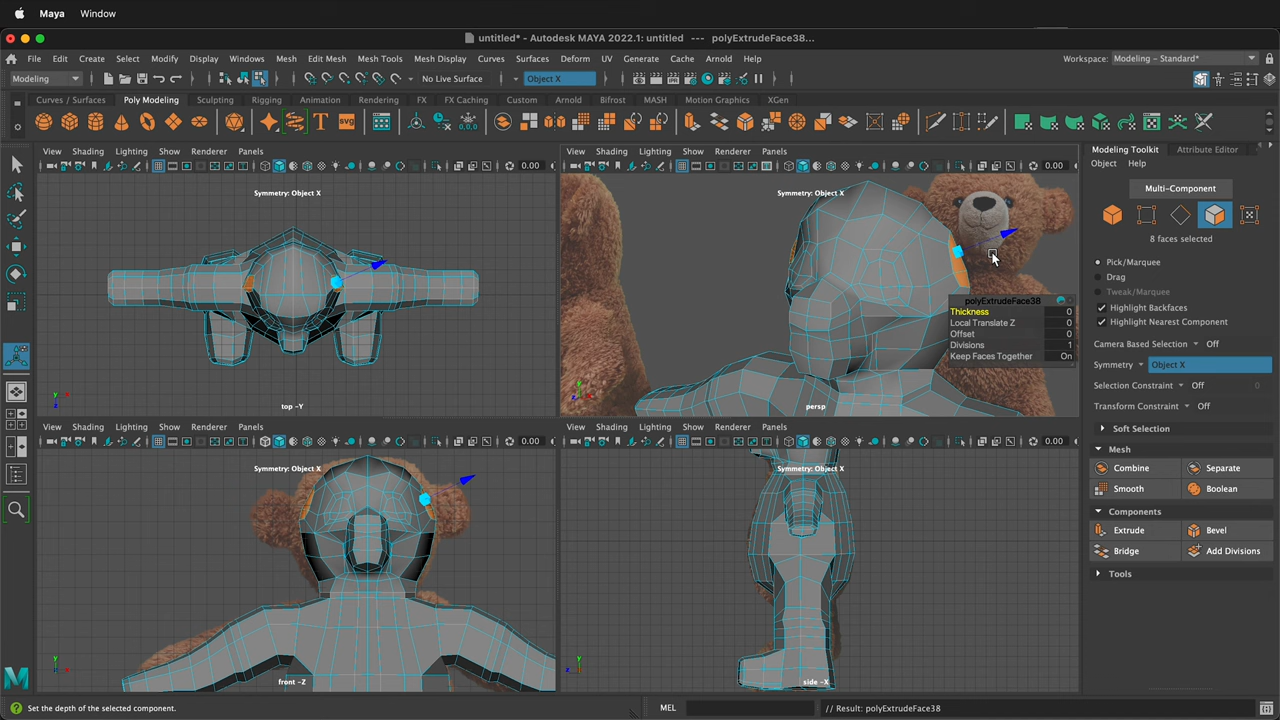 Maya Window
untitled* - Autodesk MAYA 2022.1: untitled --- polyExtrudeFace38...
File Edit Create Select Modify Display Windows Mesh Edit Mesh Mesh Tools Mesh Display Curves Surfaces Deform UV Generate Cache Arnold Help Workspace: Modeling - Standard*
Modeling No Live Surface Object X
Curves / Surfaces Poly Modeling Sculpting Rigging Animation Rendering FX FX Caching Custom Arnold Bifrost MASH Motion Graphics XGen
SVG
View Shading Lighting Show Renderer Panels
0.00
Symmetry: Object X
top -Y
View Shading Lighting Show Renderer Panels
0.00
Symmetry: Object X
polyExtrudeFace38
Thickness 0
Local Translate Z 0
Offset 0
Divisions 1
Keep Faces Together On
persp
View Shading Lighting Show Renderer Panels
0.00
Symmetry: Object X
front -Z
View Shading Lighting Show Renderer Panels
0.00
Symmetry: Object X
side -X
Modeling Toolkit Attribute Editor
Object Help
Multi-Component
8 faces selected
Pick/Marquee
Drag
Tweak/Marquee
Highlight Backfaces
Highlight Nearest Component
Camera Based Selection Off
Symmetry Object X
Selection Constraint Off 0
Transform Constraint Off
Soft Selection
Mesh
Combine Separate
Smooth Boolean
Components
Extrude Bevel
Bridge Add Divisions
Tools
Set the depth of the selected component. MEL // Result: polyExtrudeFace38